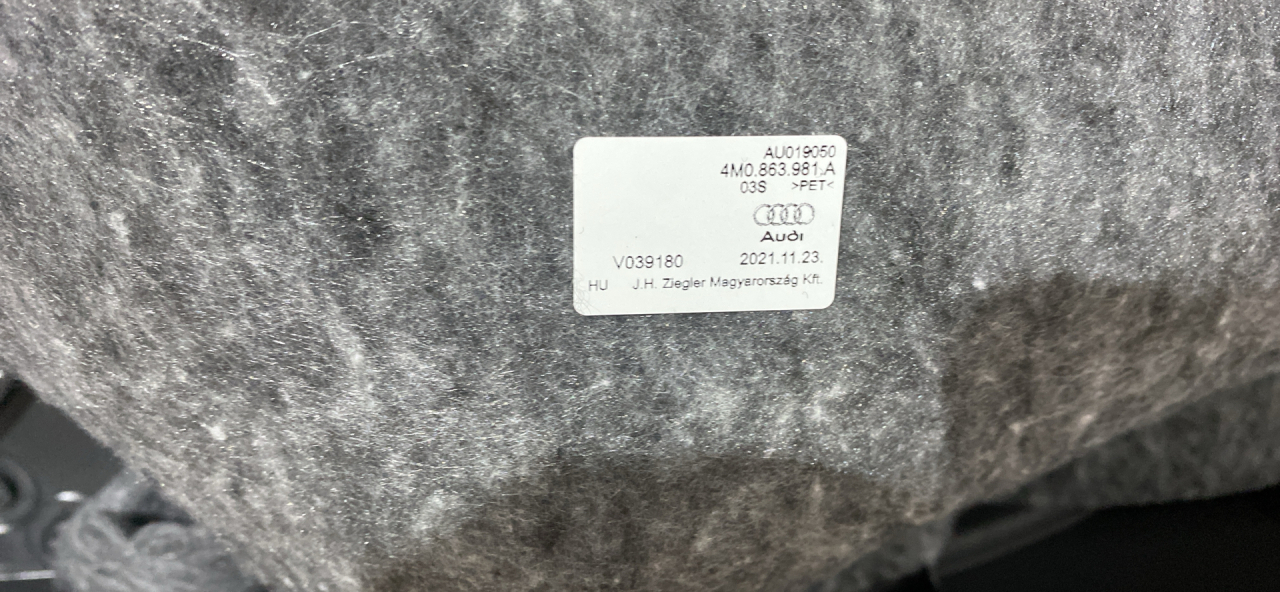 AU019050
4M0.863.981.A
03S >PET<
Audi
V039180 2021.11.23.
HU J.H. Ziegler Magyarország Kft.